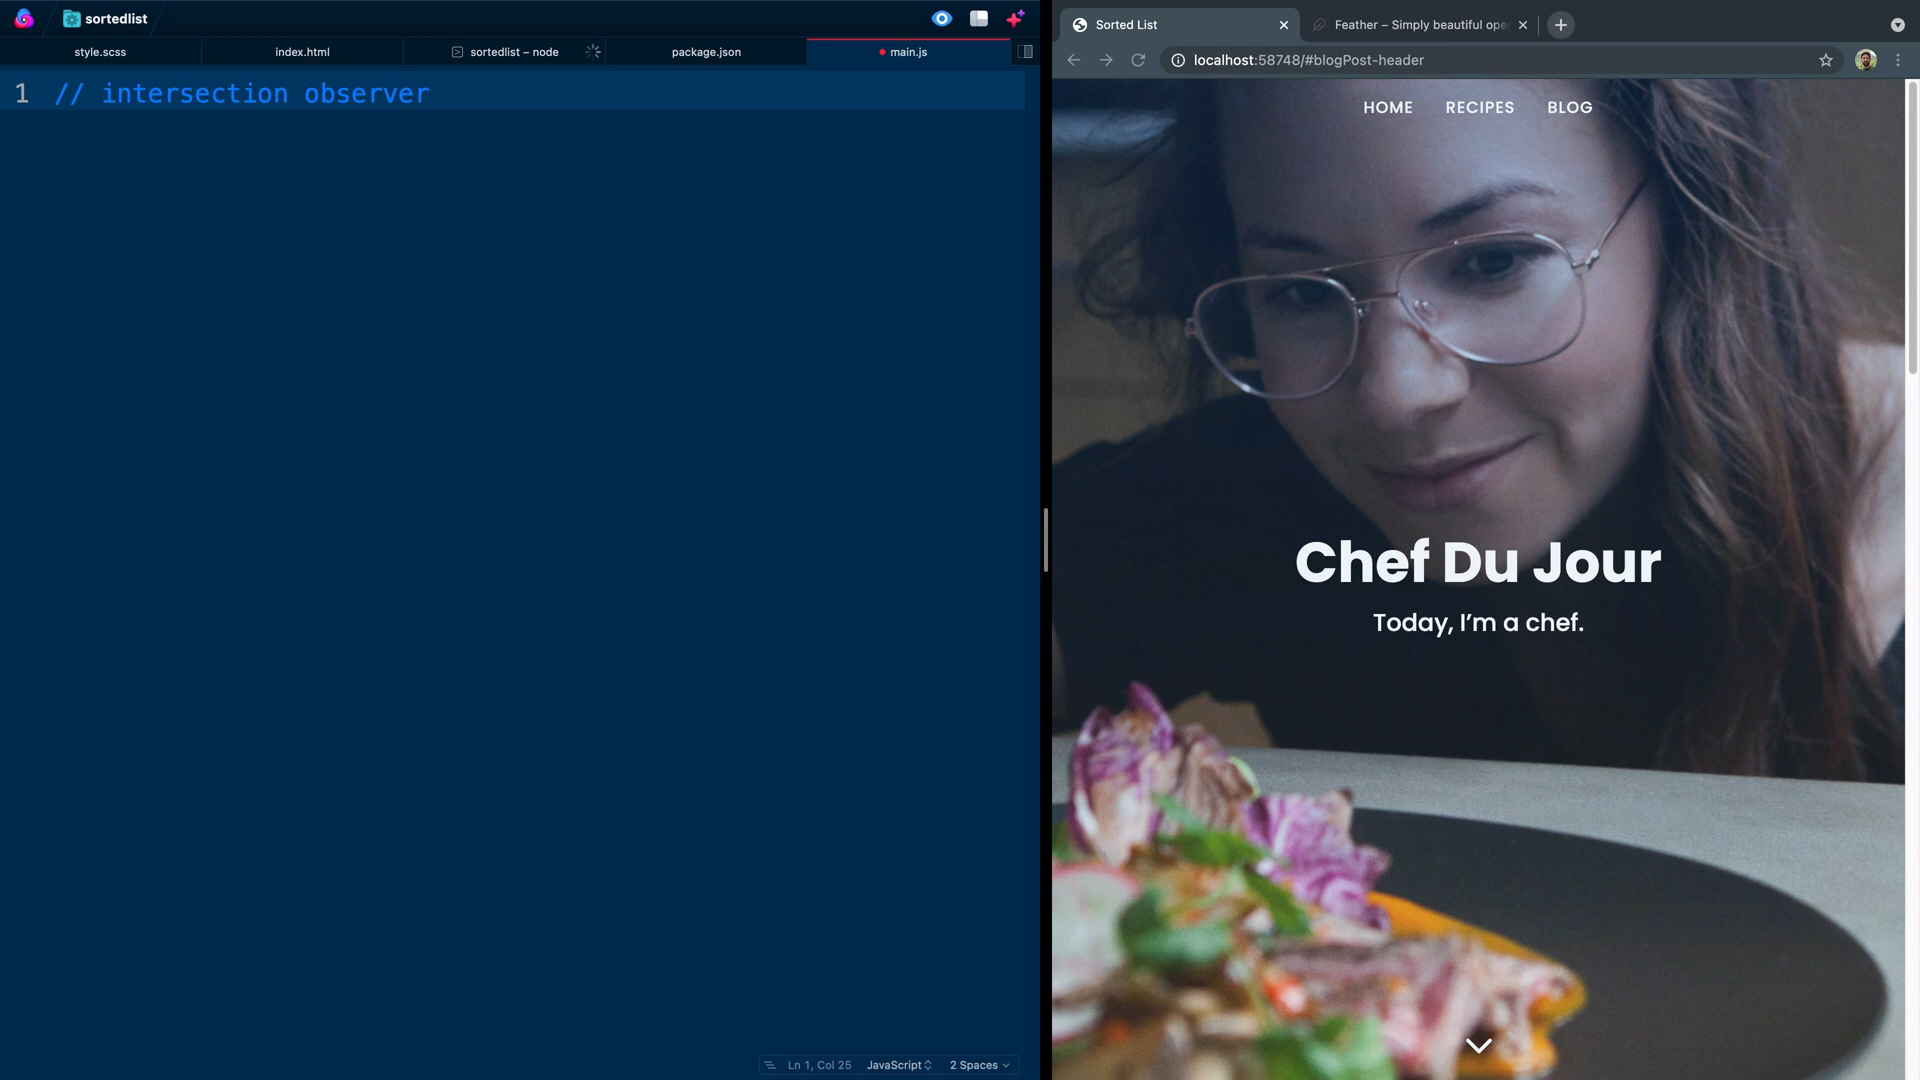 sortedlist
style.scss
index.html
sortedlist – node
package.json
main.js
1 // intersection observer
Ln 1, Col 25
JavaScript
2 Spaces
Sorted List
Feather – Simply beautiful ope
localhost:58748/#blogPost-header
HOME RECIPES BLOG
Chef Du Jour
Today, I’m a chef.